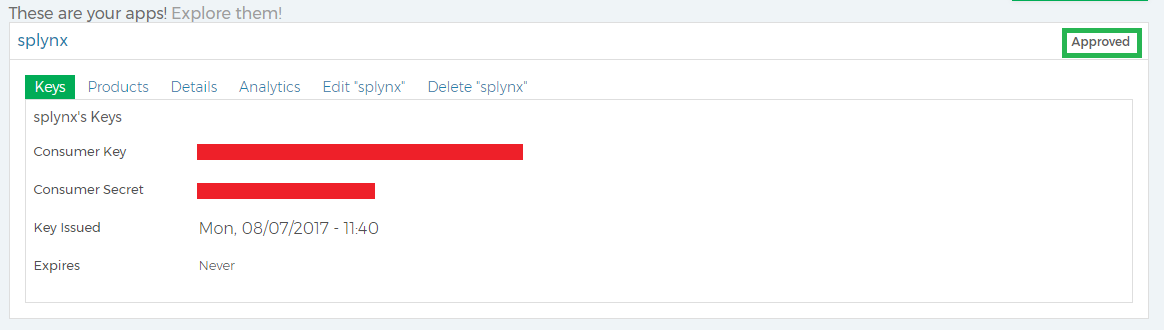 These are your apps! Explore them!
splynx
Approved
Keys Products Details Analytics Edit "splynx" Delete "splynx"
splynx's Keys
Consumer Key
Consumer Secret
Key Issued Mon, 08/07/2017 - 11:40
Expires Never